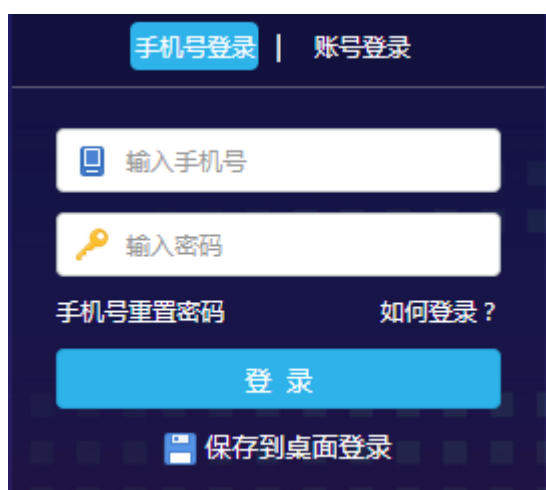 手机号登录 | 账号登录
输入手机号
输入密码
手机号重置密码 如何登录？
登 录
保存到桌面登录